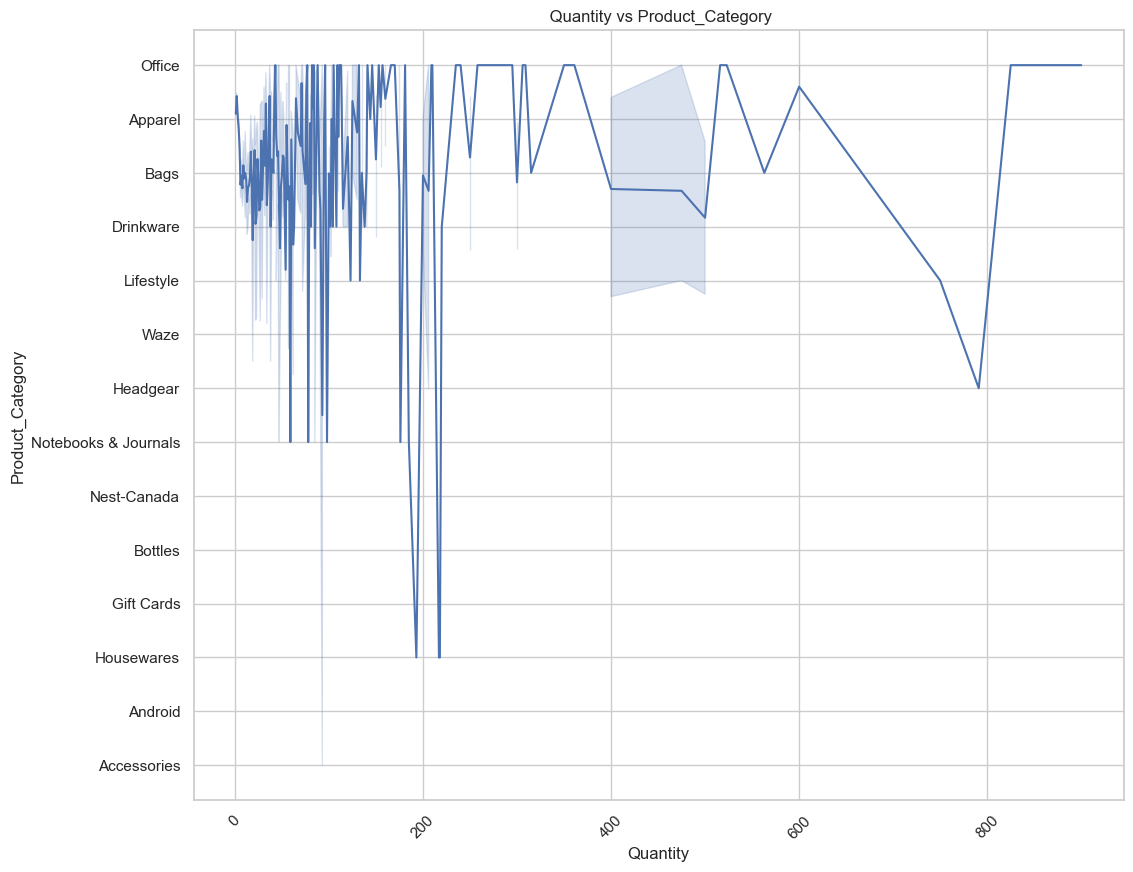 Quantity vs Product_Category
Product_Category
Office
Apparel
Bags
Drinkware
Lifestyle
Waze
Headgear
Notebooks & Journals
Nest-Canada
Bottles
Gift Cards
Housewares
Android
Accessories
0
200
400
600
800
Quantity